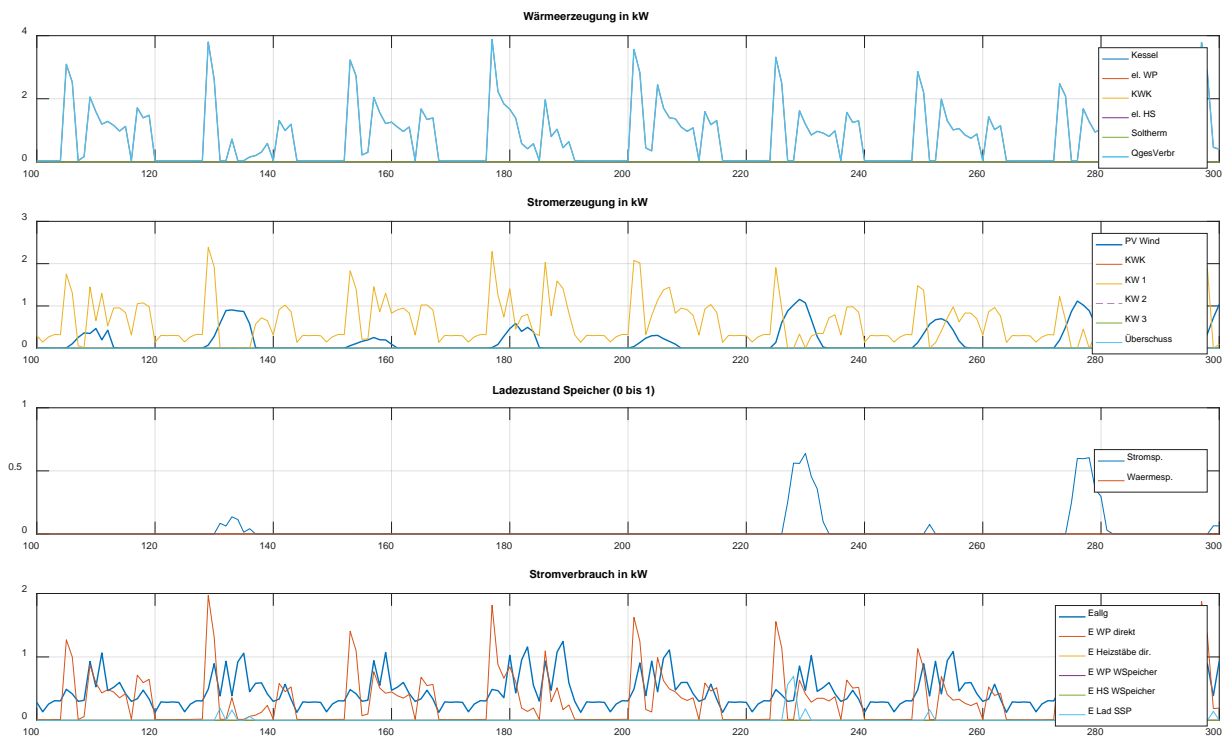 Wärmeerzeugung in kW
4
2
0
Kessel
el. WP
KWK
el. HS
Soltherm
QgesVerbr
100 120 140 160 180 200 220 240 260 280 300
Stromerzeugung in kW
3
2
1
0
PV Wind
KWK
KW 1
KW 2
KW 3
Überschuss
100 120 140 160 180 200 220 240 260 280 300
Ladezustand Speicher (0 bis 1)
1
0.5
0
Stromsp.
Waermesp.
100 120 140 160 180 200 220 240 260 280 300
Stromverbrauch in kW
2
1
0
Eallg
E WP direkt
E Heizstäbe dir.
E WP WSpeicher
E HS WSpeicher
E Lad SSP
100 120 140 160 180 200 220 240 260 280 300